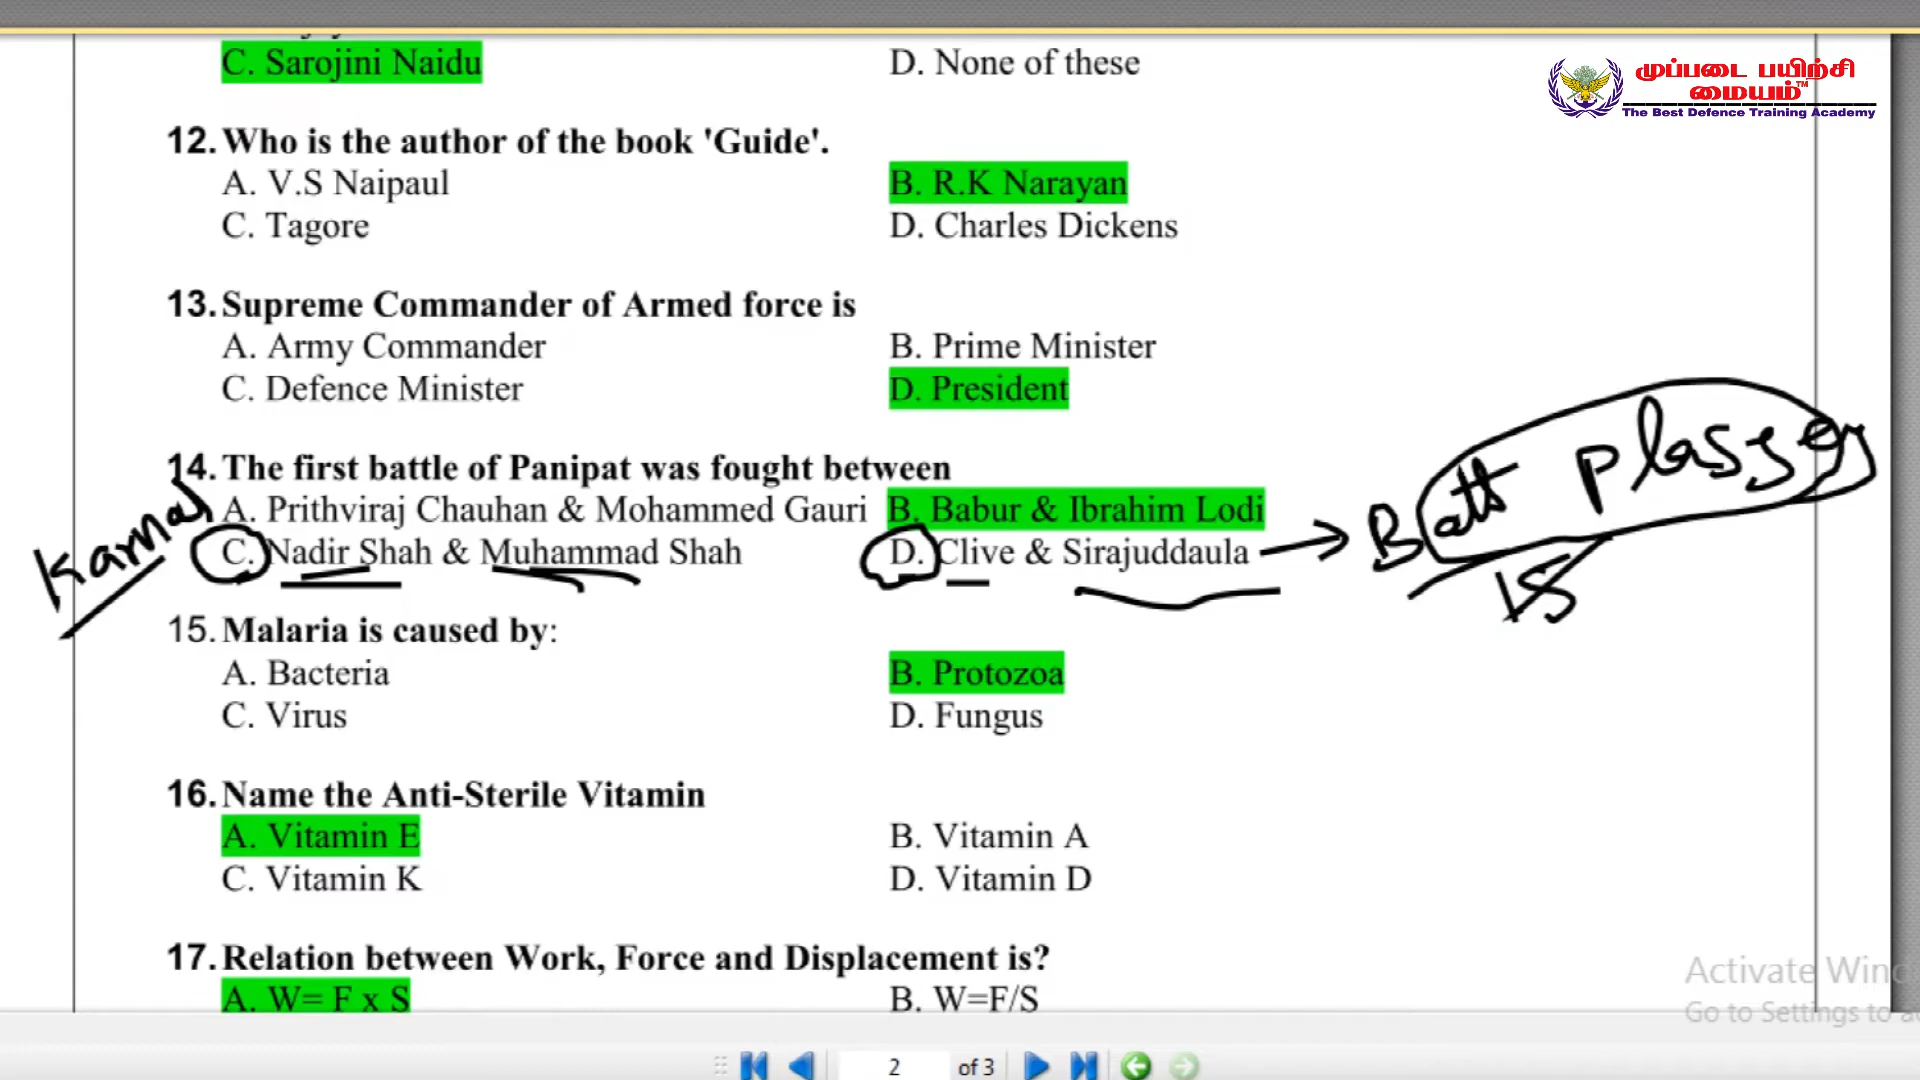 C. Sarojini Naidu D. None of these
முப்படை பயிற்சி
மையம்™
The Best Defence Training Academy
12. Who is the author of the book 'Guide'.
A. V.S Naipaul B. R.K Narayan
C. Tagore D. Charles Dickens
13. Supreme Commander of Armed force is
A. Army Commander B. Prime Minister
C. Defence Minister D. President
14. The first battle of Panipat was fought between
A. Prithviraj Chauhan & Mohammed Gauri B. Babur & Ibrahim Lodi
C. Nadir Shah & Muhammad Shah D. Clive & Sirajuddaula
Karnal
Batt plassey
15. Malaria is caused by:
A. Bacteria B. Protozoa
C. Virus D. Fungus
16. Name the Anti-Sterile Vitamin
A. Vitamin E B. Vitamin A
C. Vitamin K D. Vitamin D
17. Relation between Work, Force and Displacement is?
A. W= F x S B. W=F/S
Activate Wind
Go to Settings to a
2 of 3